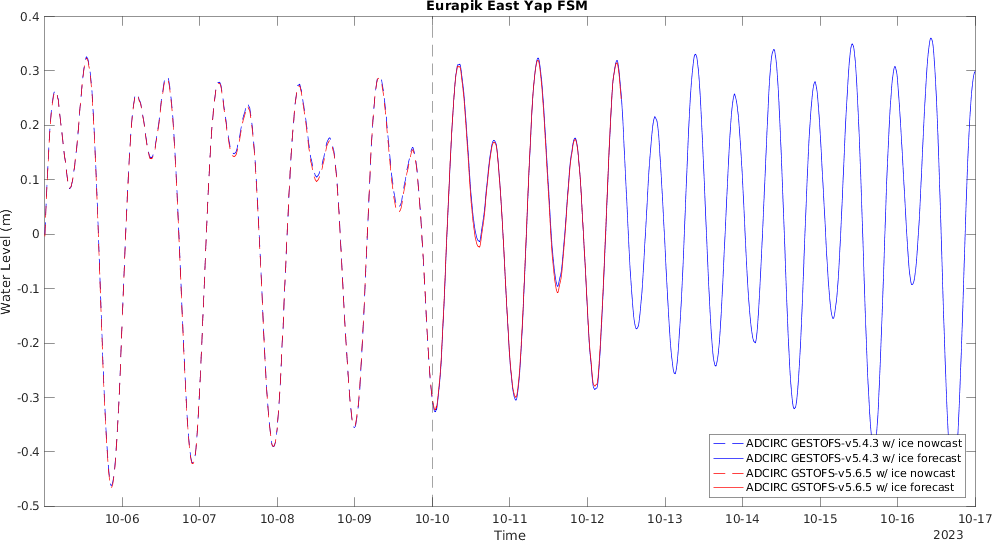 Eurapik East Yap FSM
0.4
0.3
0.2
0.1
0
-0.1
-0.2
-0.3
-0.4
-0.5
Water Level (m)
ADCIRC GESTOFS-v5.4.3 w/ ice nowcast
ADCIRC GESTOFS-v5.4.3 w/ ice forecast
ADCIRC GSTOFS-v5.6.5 w/ ice nowcast
ADCIRC GSTOFS-v5.6.5 w/ ice forecast
10-06 10-07 10-08 10-09 10-10 10-11 10-12 10-13 10-14 10-15 10-16 10-17
Time
2023